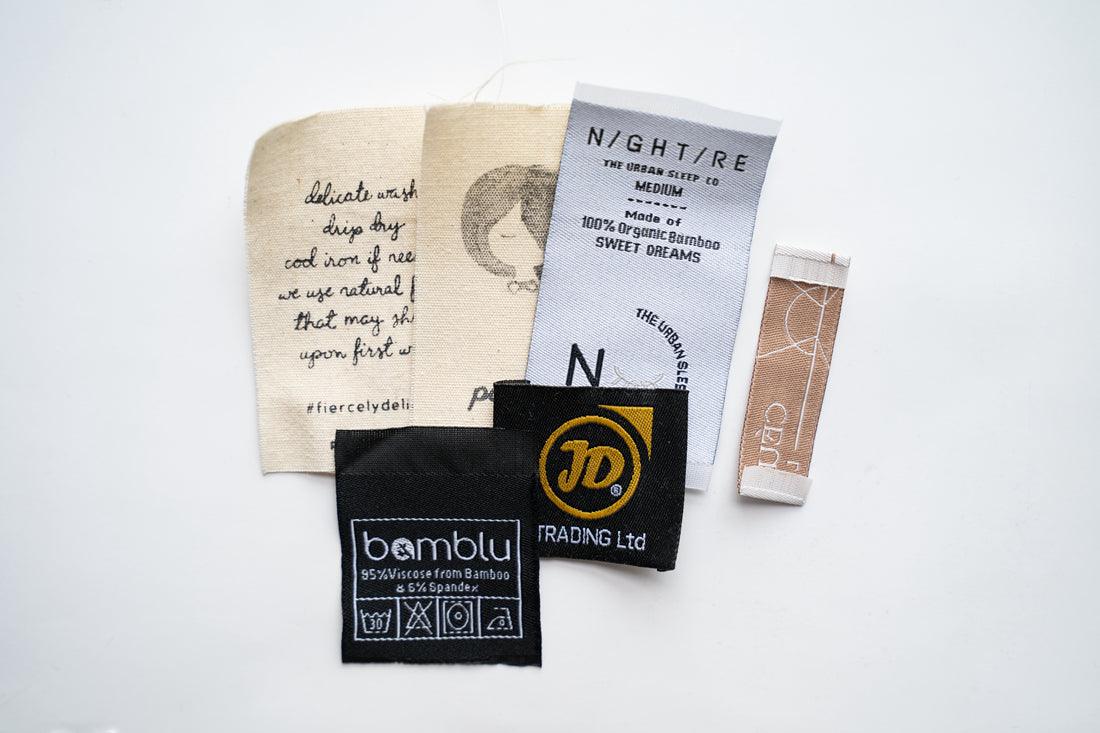 delicate wash
drip dry
cool iron if
we use natural
that may
upon first
#fiercelydeli
N/GHT/RE
THE URBAN SLEEP CO
MEDIUM
Made of
100% Organic Bamboo
SWEET DREAMS
THE URBAN SLEE
N
JD
®
TRADING Ltd
bamblu
95% Viscose from Bamboo
& 5% Spandex
30
CEN